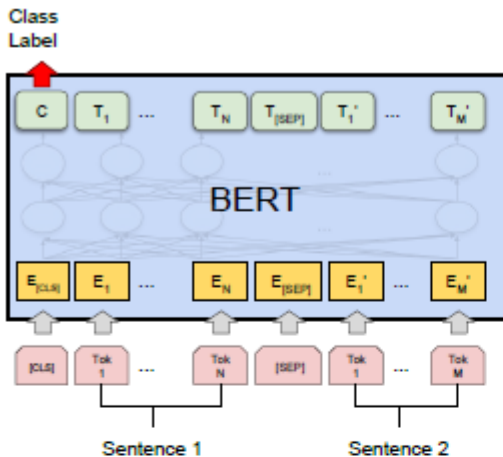 Class
Label
C T1 ... TN T[SEP] T1' ... TM'
...
BERT
...
E[CLS] E1 ... EN E[SEP] E1' ... EM'
[CLS] Tok 1 ... Tok N [SEP] Tok 1 ... Tok M
Sentence 1 Sentence 2